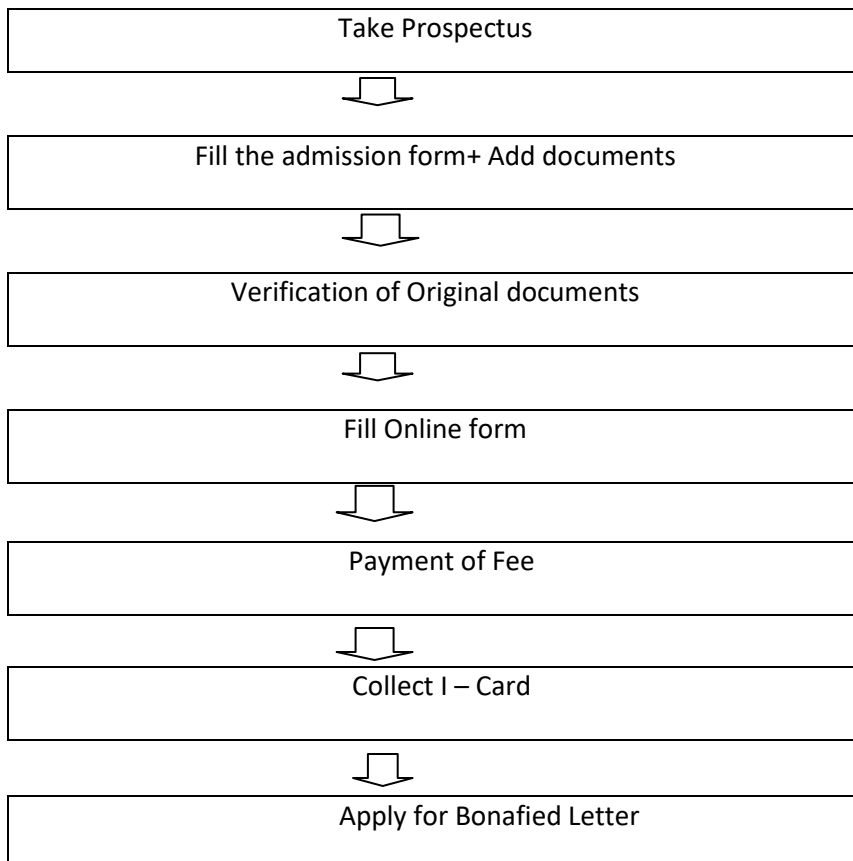 Take Prospectus
Fill the admission form+ Add documents
Verification of Original documents
Fill Online form
Payment of Fee
Collect I – Card
Apply for Bonafied Letter